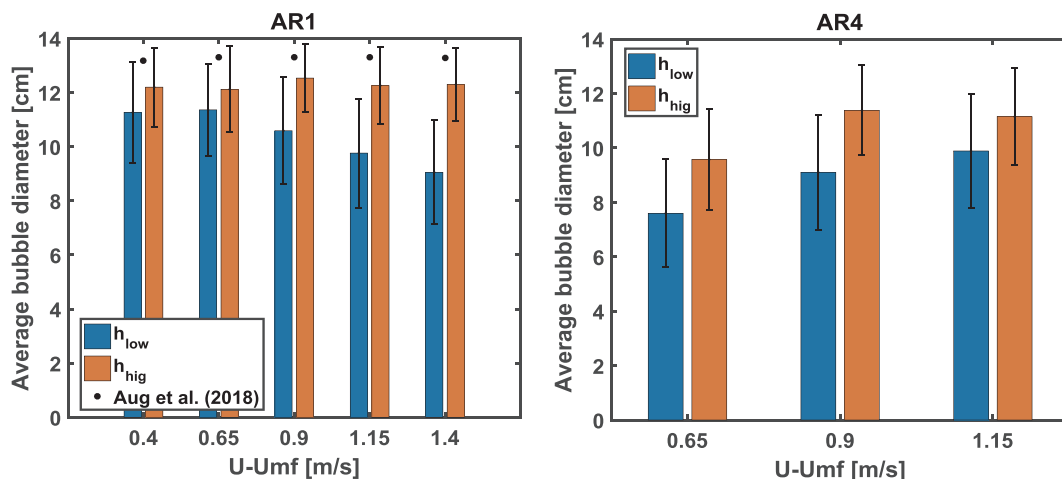 AR1
Average bubble diameter [cm]
14
12
10
8
6
4
2
0
h_low
h_hig
Aug et al. (2018)
0.4 0.65 0.9 1.15 1.4
U-Umf [m/s]
AR4
Average bubble diameter [cm]
14
12
10
8
6
4
2
0
h_low
h_hig
0.65 0.9 1.15
U-Umf [m/s]